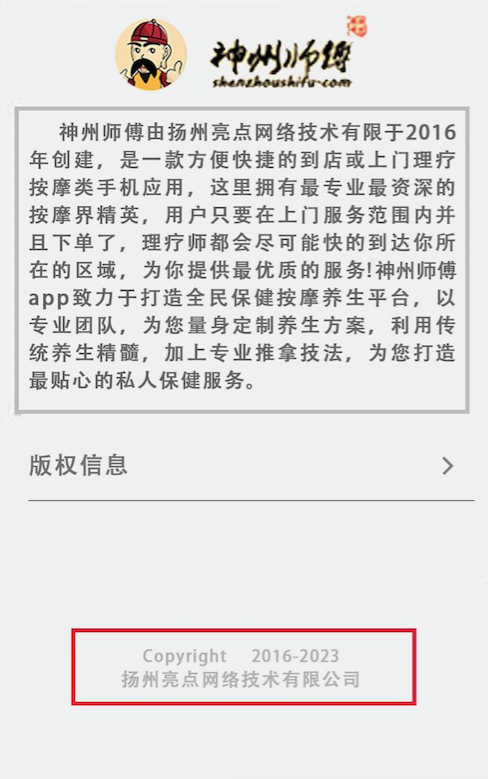 神州师傅
shenzhoushifu·com
神州师傅由扬州亮点网络技术有限于2016
年创建，是一款方便快捷的到店或上门理疗
按摩类手机应用，这里拥有最专业最资深的
按摩界精英，用户只要在上门服务范围内并
且下单了，理疗师都会尽可能快的到达你所
在的区域，为你提供最优质的服务!神州师傅
app致力于打造全民保健按摩养生平台，以
专业团队，为您量身定制养生方案，利用传
统养生精髓，加上专业推拿技法，为您打造
最贴心的私人保健服务。
版权信息
Copyright 2016-2023
扬州亮点网络技术有限公司